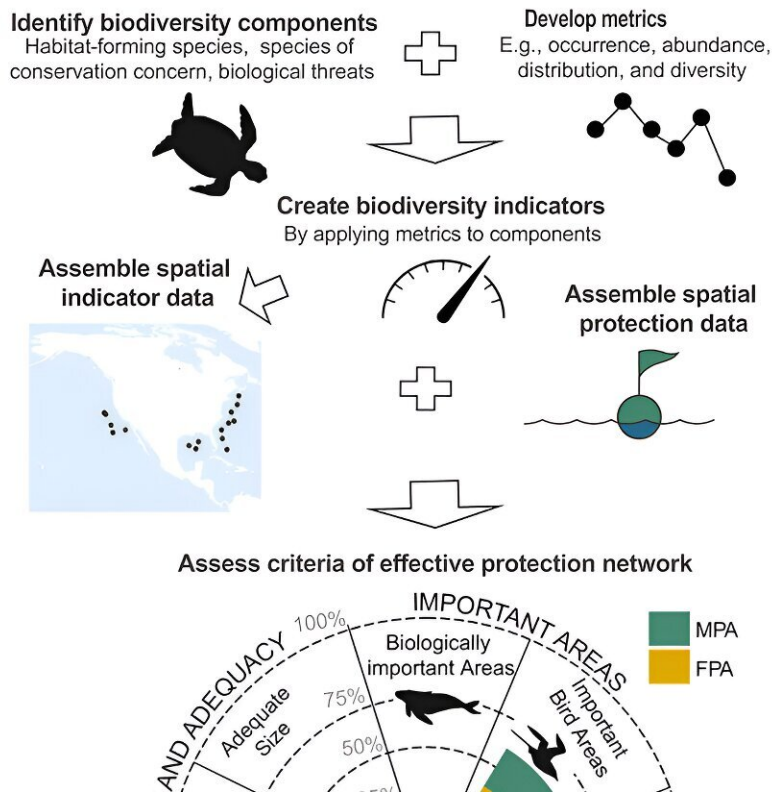 Identify biodiversity components
Habitat-forming species, species of
conservation concern, biological threats
Develop metrics
E.g., occurrence, abundance,
distribution, and diversity
Create biodiversity indicators
By applying metrics to components
Assemble spatial
indicator data
Assemble spatial
protection data
Assess criteria of effective protection network
IMPORTANT AREAS
AND ADEQUACY
100%
75%
50%
Biologically
important Areas
Adequate
Size
Important
Bird Areas
MPA
FPA